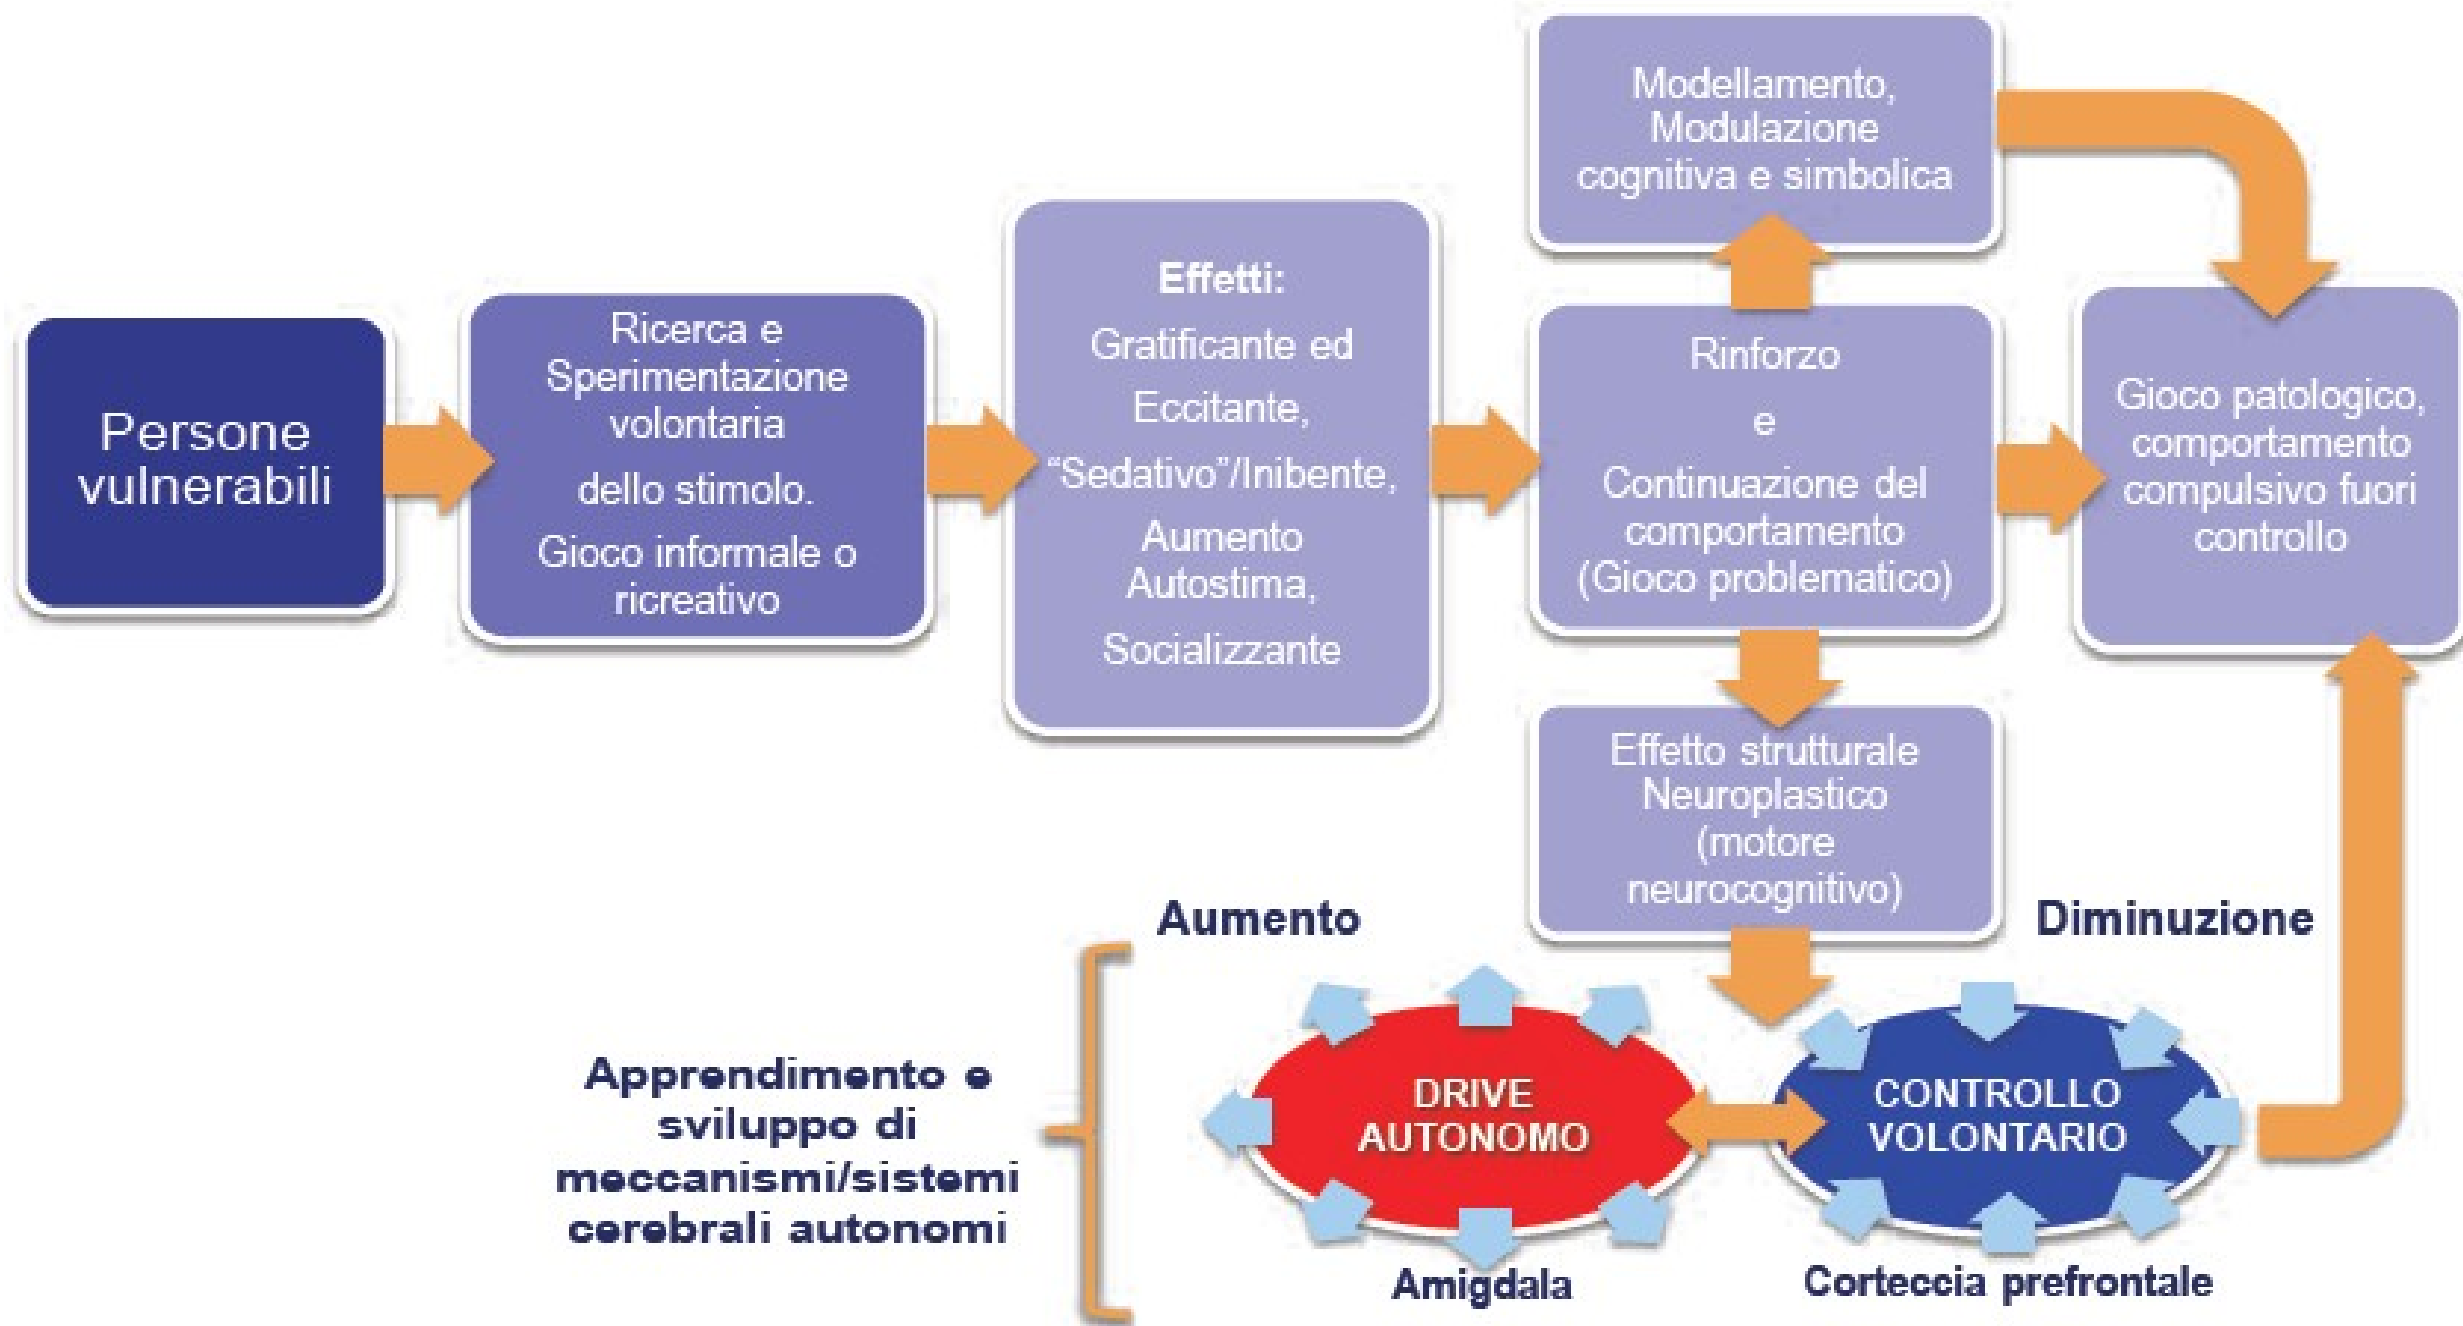 Persone
vulnerabili
Ricerca e
Sperimentazione
volontaria
dello stimolo.
Gioco informale o
ricreativo
Effetti:
Gratificante ed
Eccitante,
“Sedativo”/Inibente,
Aumento
Autostima,
Socializzante
Modellamento,
Modulazione
cognitiva e simbolica
Rinforzo
e
Continuazione del
comportamento
(Gioco problematico)
Gioco patologico,
comportamento
compulsivo fuori
controllo
Effetto strutturale
Neuroplastico
(motore
neurocognitivo)
Aumento
Diminuzione
Apprendimento e
sviluppo di
meccanismi/sistemi
cerebrali autonomi
DRIVE
AUTONOMO
CONTROLLO
VOLONTARIO
Amigdala
Corteccia prefrontale